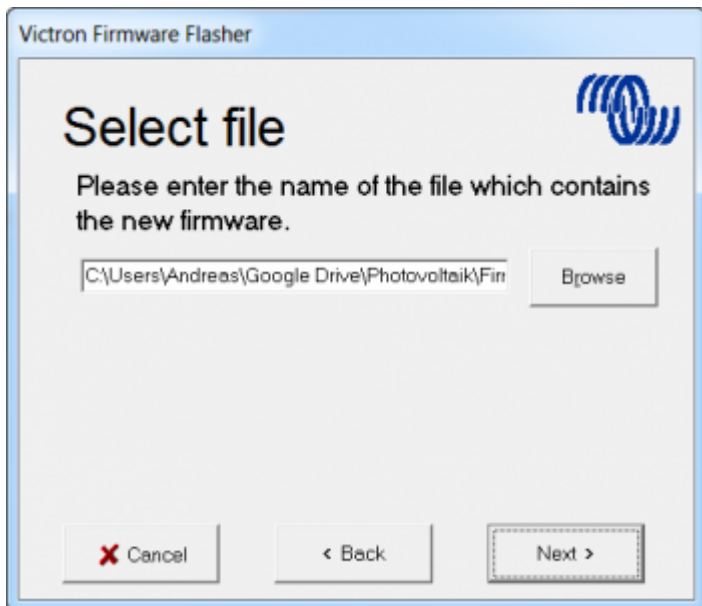 Victron Firmware Flasher
Select file
Please enter the name of the file which contains
the new firmware.
C:\Users\Andreas\Google Drive\Photovoltaik\Firr
Browse
Cancel
< Back
Next >